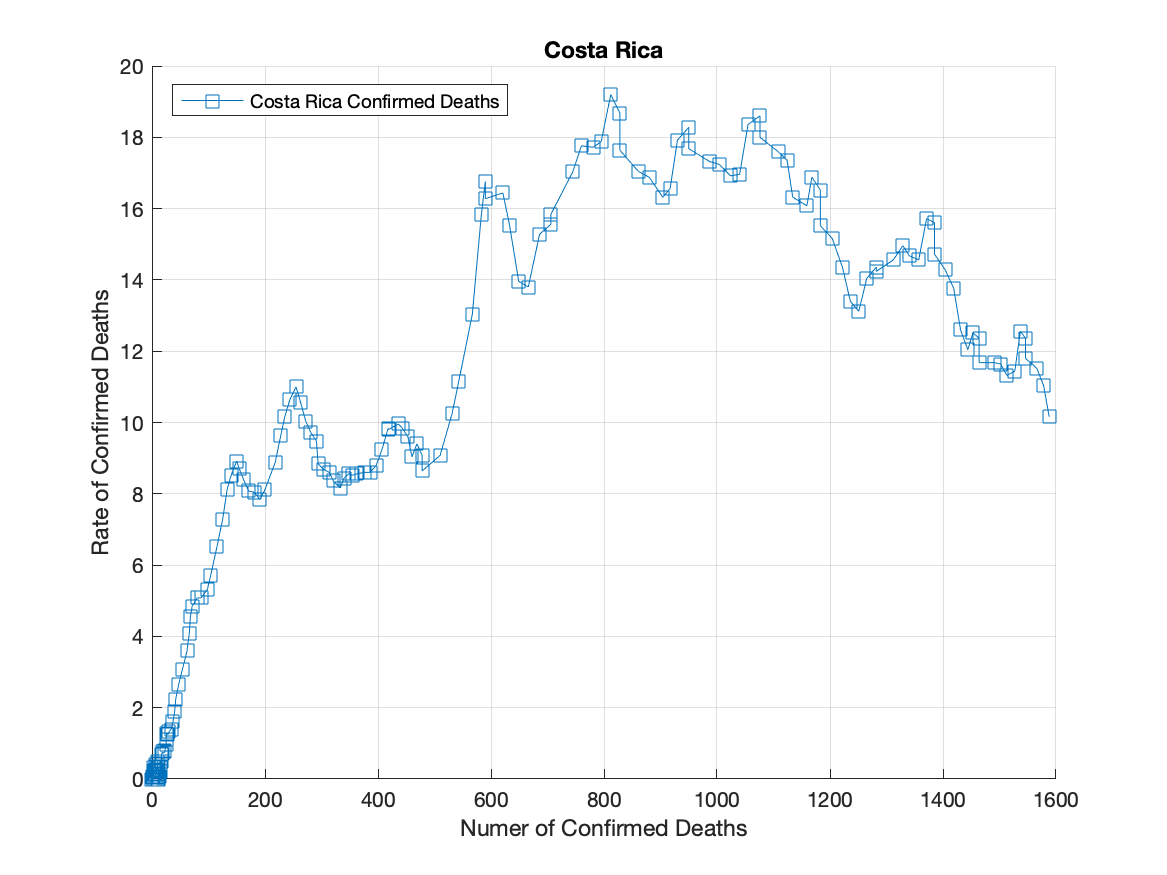 Costa Rica
Costa Rica Confirmed Deaths
20
18
16
14
12
10
8
6
4
2
0
Rate of Confirmed Deaths
0 200 400 600 800 1000 1200 1400 1600
Numer of Confirmed Deaths